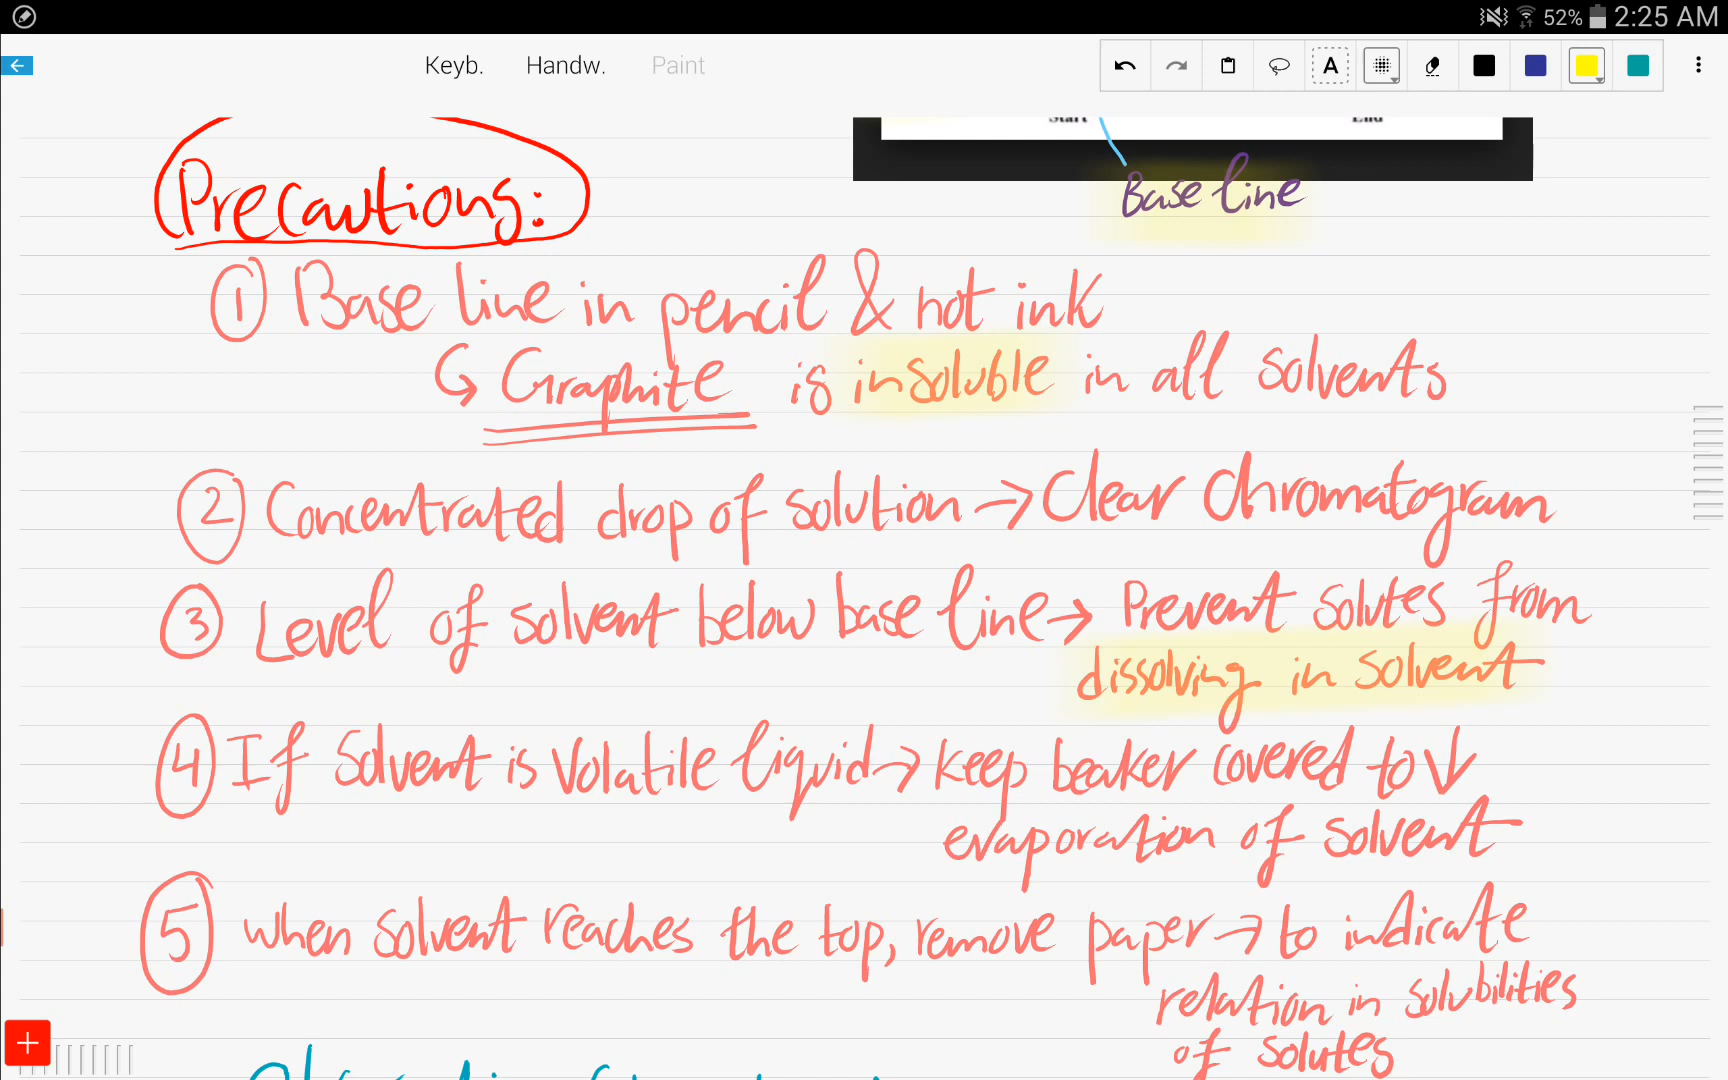 52% 2:25 AM
Keyb. Handw. Paint
A
Start End
Base line
Precautions:
① Base line in pencil & not ink
↳ Graphite is insoluble in all solvents
② Concentrated drop of solution → Clear Chromatogram
③ Level of solvent below base line → Prevent solutes from
dissolving in solvent
④ If Solvent is Volatile liquid → Keep beaker covered to ↓
evaporation of solvent
⑤ when solvent reaches the top, remove paper → to indicate
relation in solubilities
of solutes